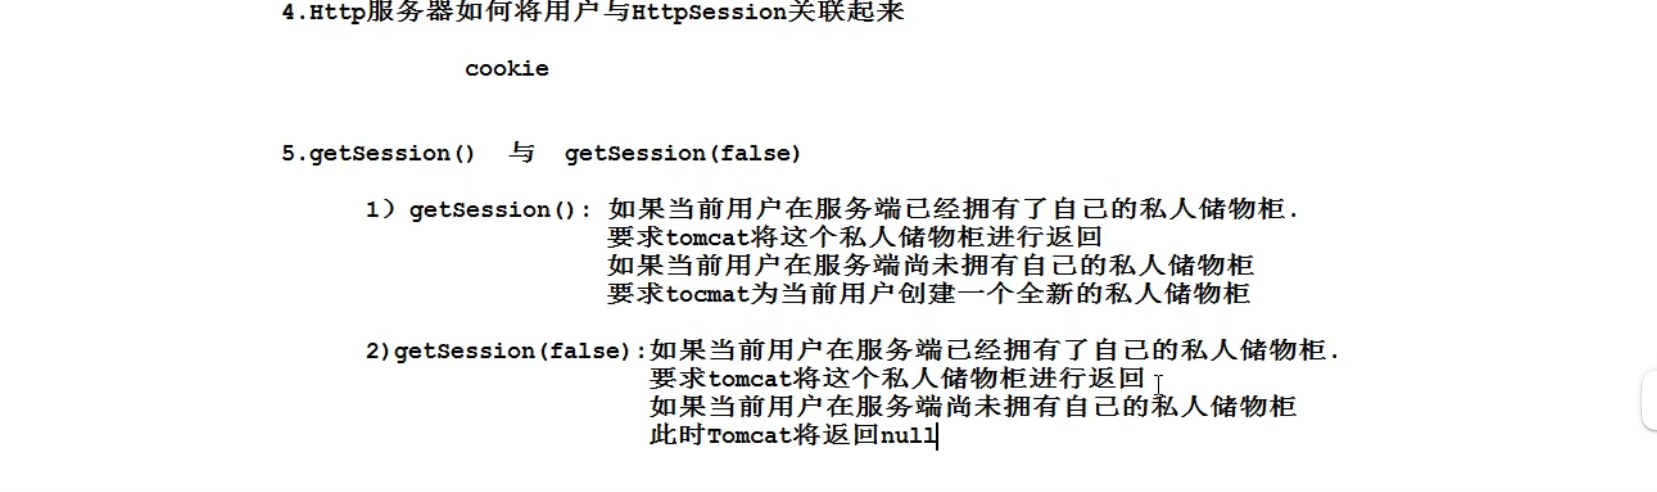 4.Http服务器如何将用户与HttpSession关联起来
cookie
5.getSession() 与 getSession(false)
1) getSession(): 如果当前用户在服务端已经拥有了自己的私人储物柜.
要求tomcat将这个私人储物柜进行返回
如果当前用户在服务端尚未拥有自己的私人储物柜
要求tocmat为当前用户创建一个全新的私人储物柜
2)getSession(false):如果当前用户在服务端已经拥有了自己的私人储物柜.
要求tomcat将这个私人储物柜进行返回
如果当前用户在服务端尚未拥有自己的私人储物柜
此时Tomcat将返回null